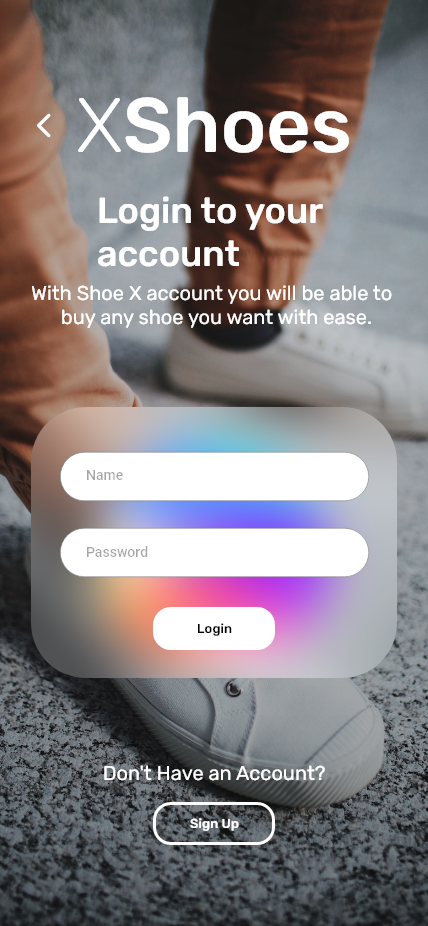 XShoes
Login to your
account
With Shoe X account you will be able to
buy any shoe you want with ease.
Name
Password
Login
Don't Have an Account?
Sign Up